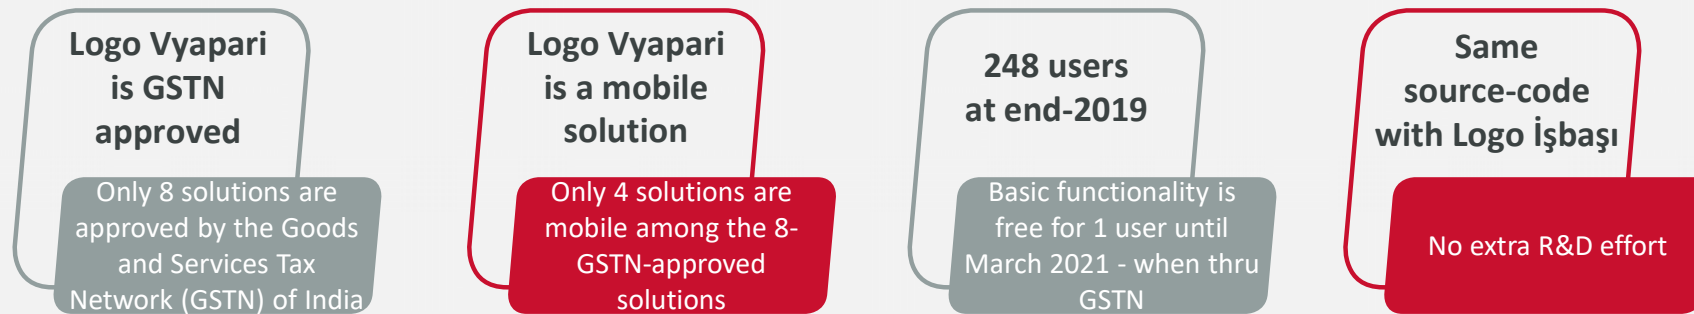 Logo Vyapari
is GSTN
approved
Only 8 solutions are
approved by the Goods
and Services Tax
Network (GSTN) of India
Logo Vyapari
is a mobile
solution
Only 4 solutions are
mobile among the 8-
GSTN-approved
solutions
248 users
at end-2019
Basic functionality is
free for 1 user until
March 2021 - when thru
GSTN
Same
source-code
with Logo İşbaşı
No extra R&D effort